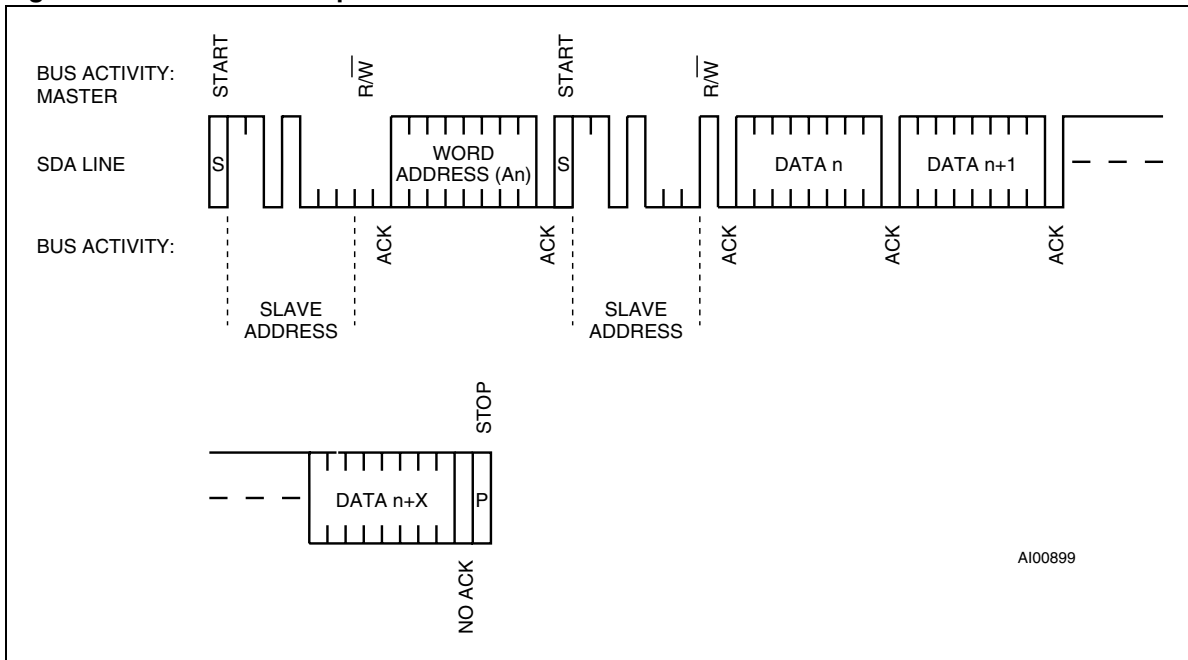 START
R/W
START
R/W
BUS ACTIVITY:
MASTER
SDA LINE
S
WORD
ADDRESS (An)
S
DATA n
DATA n+1
BUS ACTIVITY:
ACK
ACK
ACK
ACK
ACK
SLAVE
ADDRESS
SLAVE
ADDRESS
STOP
DATA n+X
P
NO ACK
AI00899